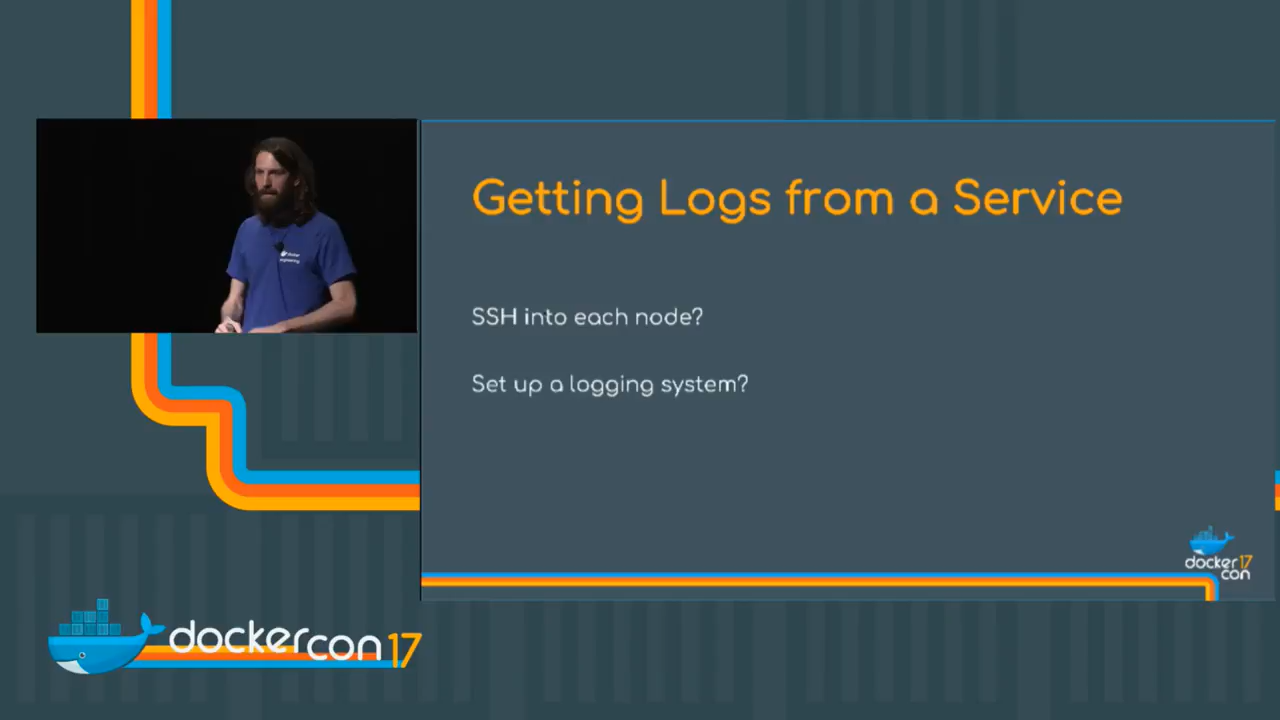 Getting Logs from a Service
SSH into each node?
Set up a logging system?
docker 17
con
dockercon 17